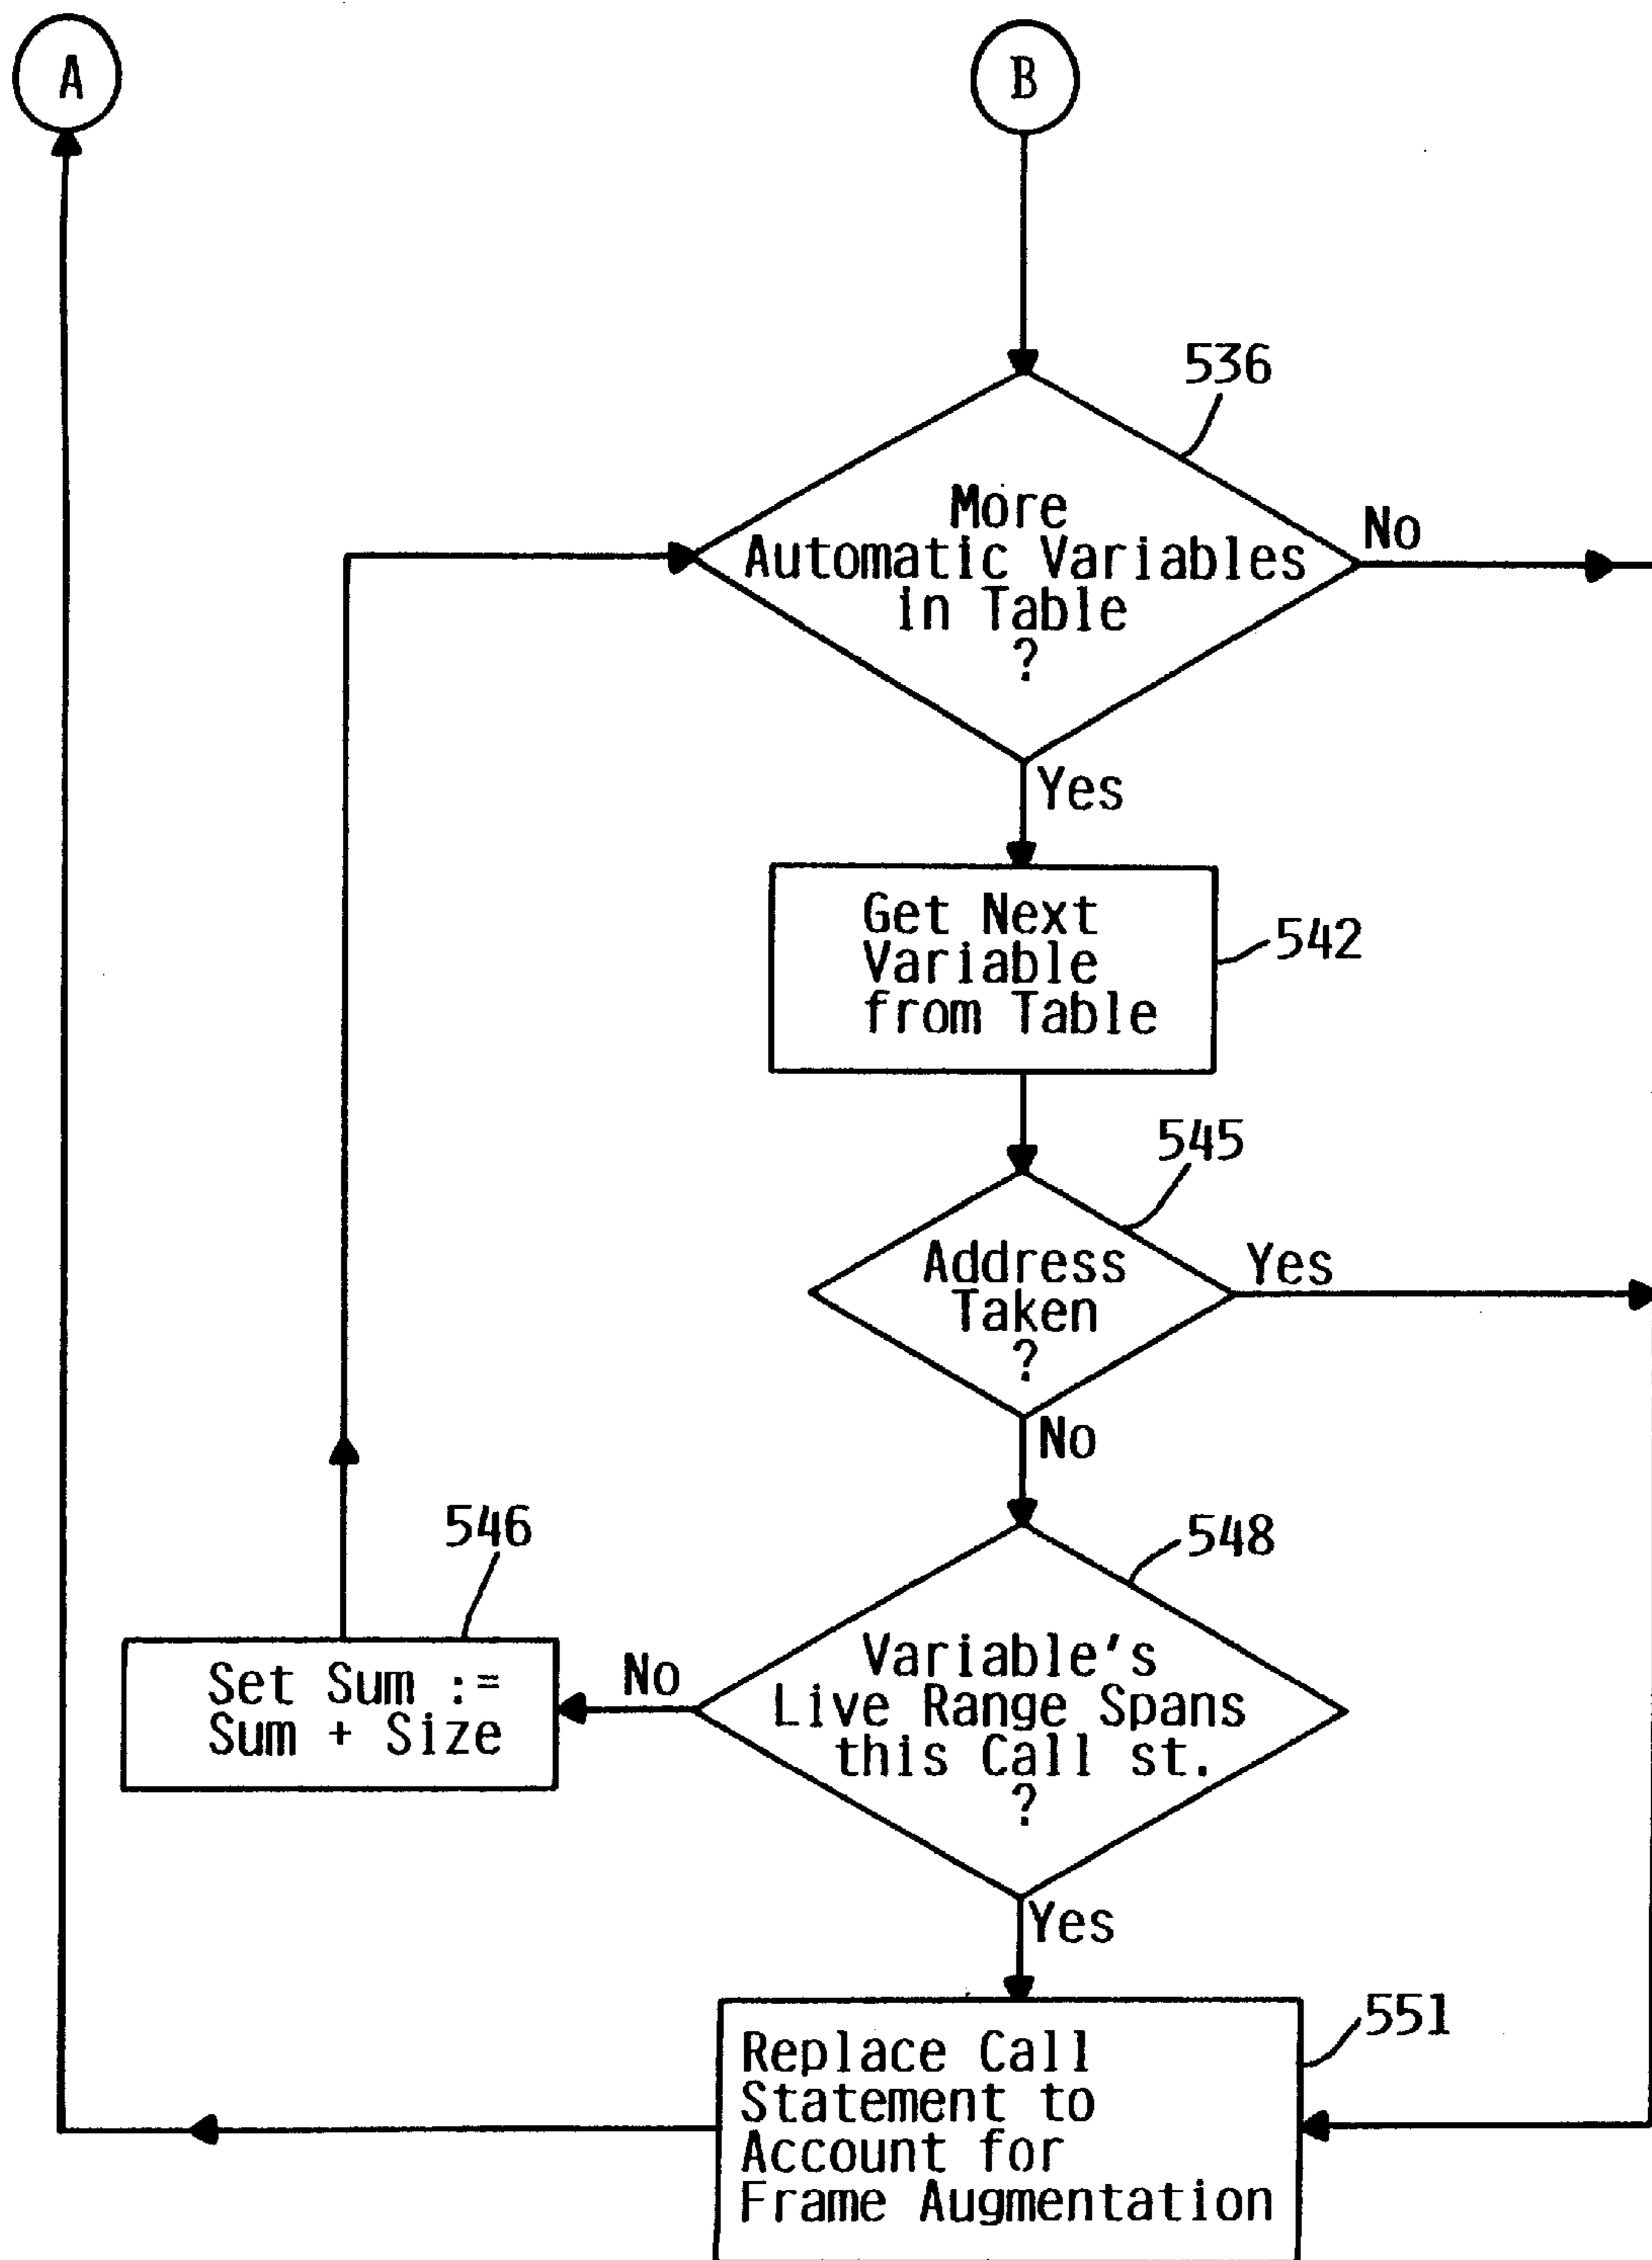 A
B
536
More
Automatic Variables
in Table
?
No
Yes
Get Next
Variable
from Table
542
545
Address
Taken
?
Yes
No
546
548
Set Sum :=
Sum + Size
No
Variable's
Live Range Spans
this Call st.
?
Yes
551
Replace Call
Statement to
Account for
Frame Augmentation